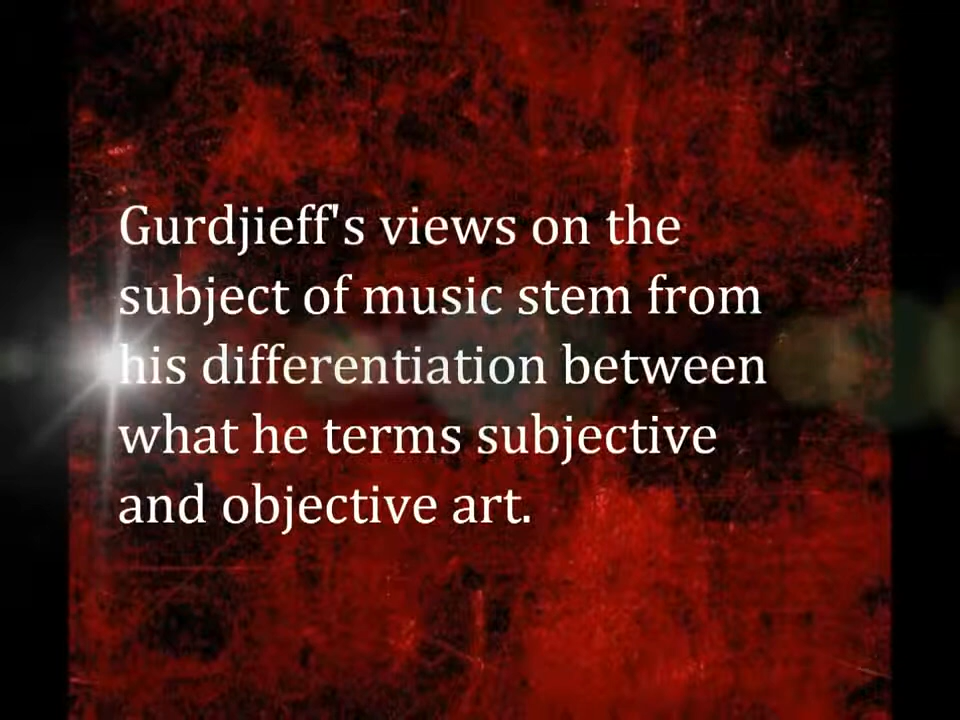 Gurdjieff's views on the
subject of music stem from
his differentiation between
what he terms subjective
and objective art.